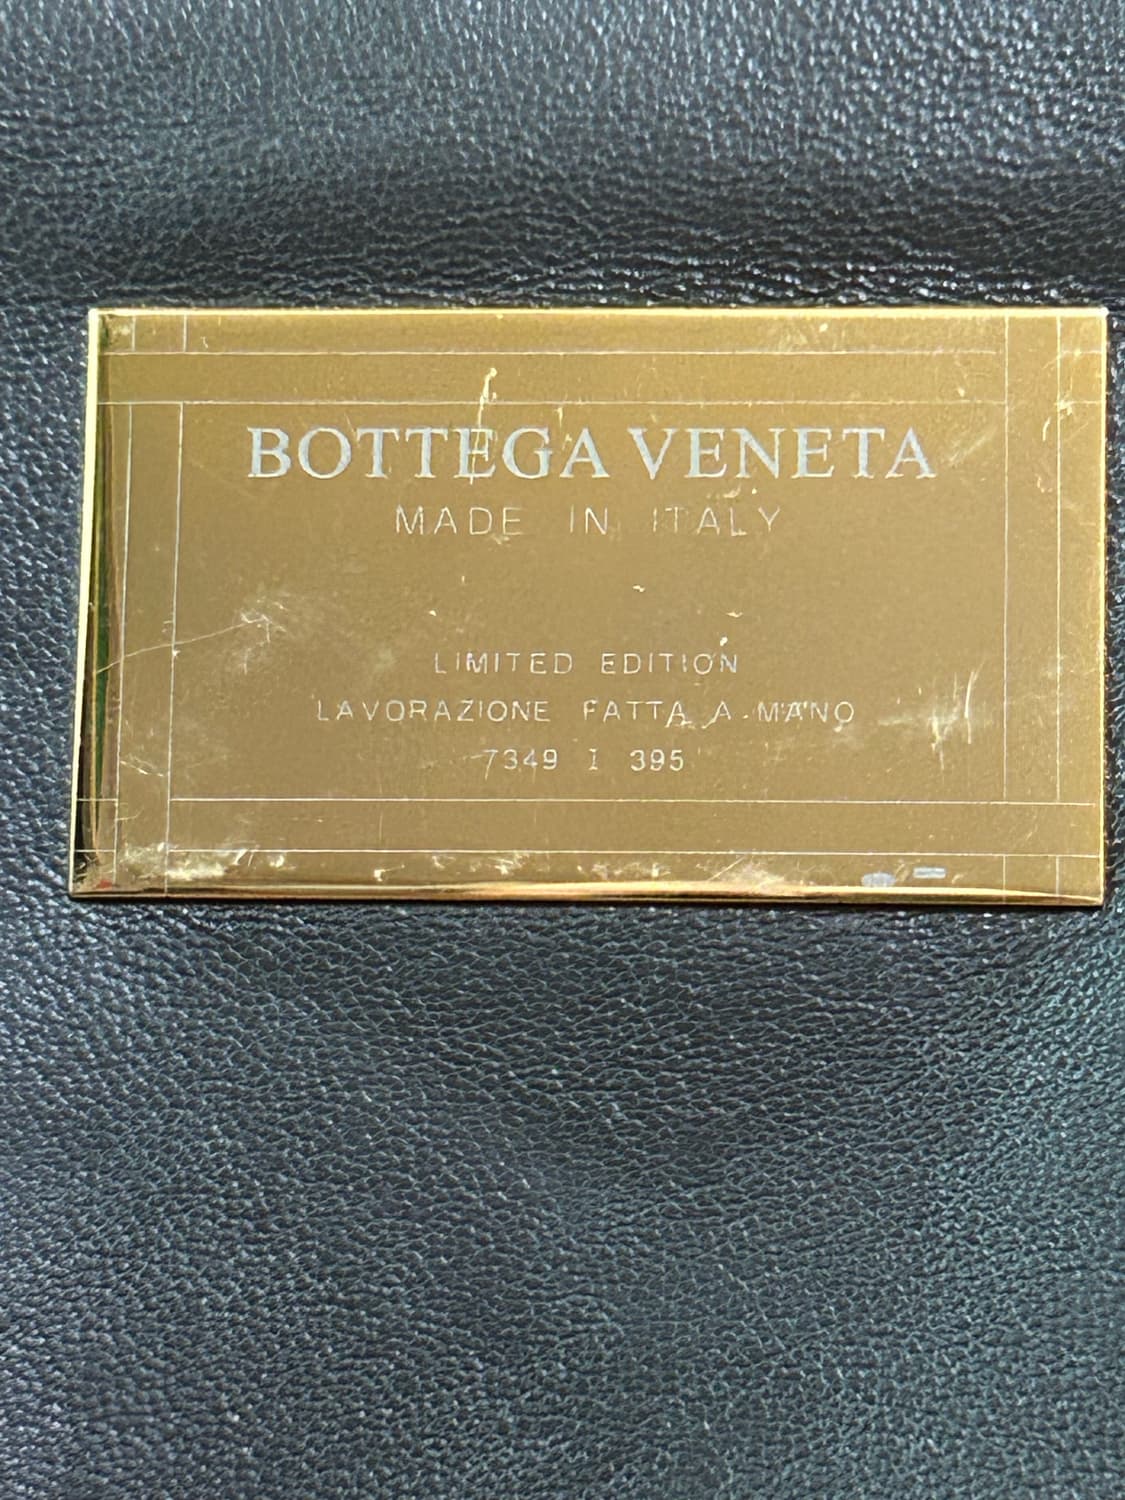 BOTTEGA VENETA
MADE IN ITALY
LIMITED EDITION
LAVORAZIONE FATTA A MANO
7349 I 395